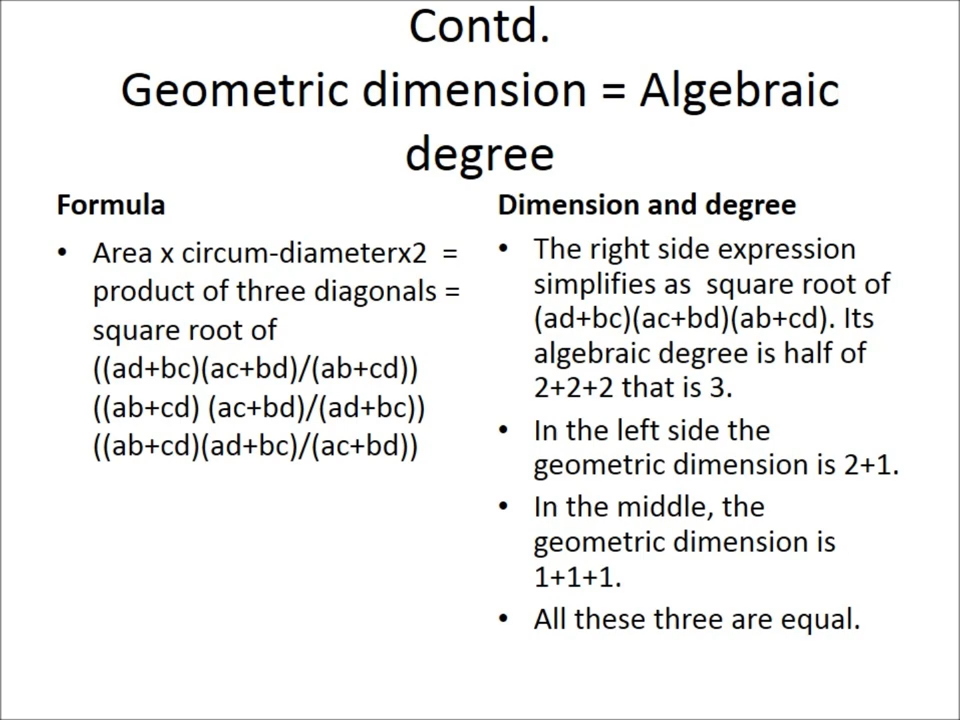 Contd.
Geometric dimension = Algebraic
degree
Formula
• Area x circum-diameterx2 =
product of three diagonals =
square root of
((ad+bc)(ac+bd)/(ab+cd))
((ab+cd) (ac+bd)/(ad+bc))
((ab+cd)(ad+bc)/(ac+bd))
Dimension and degree
• The right side expression
simplifies as square root of
(ad+bc)(ac+bd)(ab+cd). Its
algebraic degree is half of
2+2+2 that is 3.
• In the left side the
geometric dimension is 2+1.
• In the middle, the
geometric dimension is
1+1+1.
• All these three are equal.